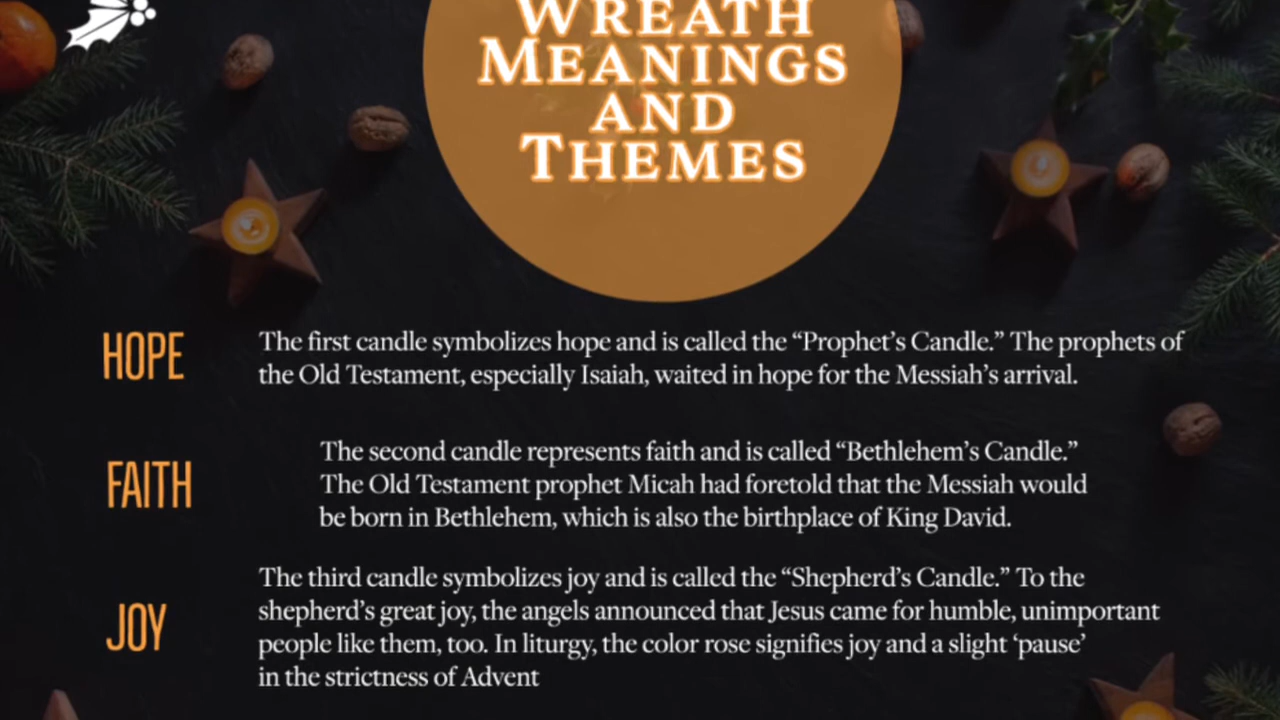 WREATH
MEANINGS
AND
THEMES
HOPE
The first candle symbolizes hope and is called the “Prophet’s Candle.” The prophets of
the Old Testament, especially Isaiah, waited in hope for the Messiah’s arrival.
FAITH
The second candle represents faith and is called “Bethlehem’s Candle.”
The Old Testament prophet Micah had foretold that the Messiah would
be born in Bethlehem, which is also the birthplace of King David.
JOY
The third candle symbolizes joy and is called the “Shepherd’s Candle.” To the
shepherd’s great joy, the angels announced that Jesus came for humble, unimportant
people like them, too. In liturgy, the color rose signifies joy and a slight ‘pause’
in the strictness of Advent